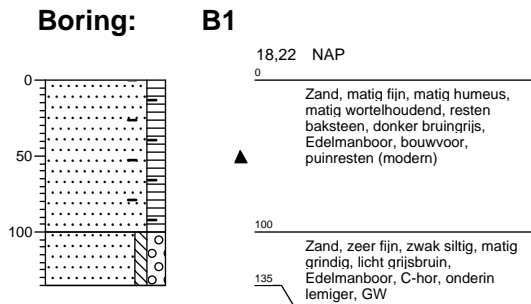 Boring: B1
18,22 NAP
0
0
Zand, matig fijn, matig humeus,
matig wortelhoudend, resten
baksteen, donker bruingrijs,
Edelmanboor, bouwvoor,
puinresten (modern)
50
100
100
Zand, zeer fijn, zwak siltig, matig
grindig, licht grijsbruin,
Edelmanboor, C-hor, onderin
lemiger, GW
135